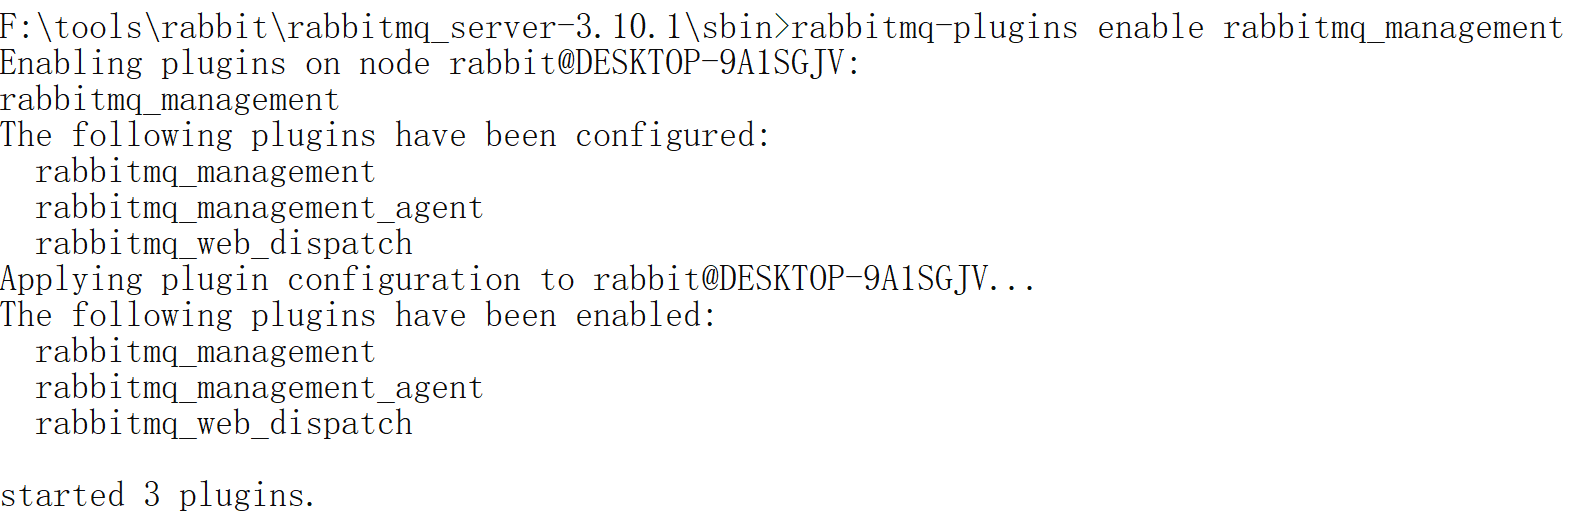 F:\tools\rabbit\rabbitmq_server-3.10.1\sbin>rabbitmq-plugins enable rabbitmq_management
Enabling plugins on node rabbit@DESKTOP-9A1SGJV:
rabbitmq_management
The following plugins have been configured:
  rabbitmq_management
  rabbitmq_management_agent
  rabbitmq_web_dispatch
Applying plugin configuration to rabbit@DESKTOP-9A1SGJV...
The following plugins have been enabled:
  rabbitmq_management
  rabbitmq_management_agent
  rabbitmq_web_dispatch

started 3 plugins.